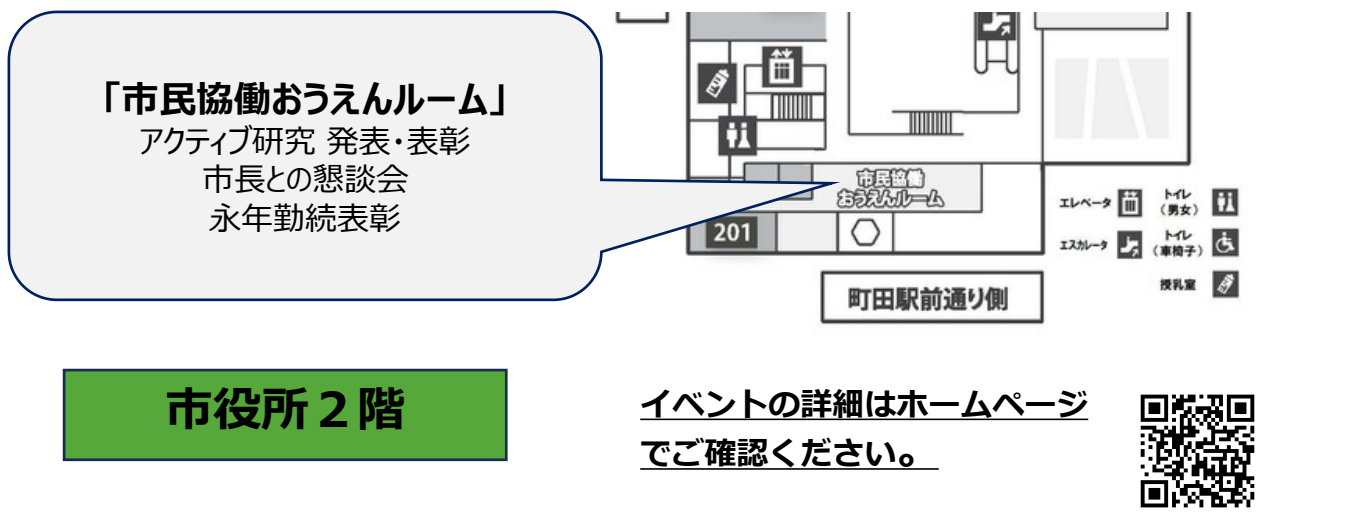 「市民協働おうえんルーム」
アクティブ研究 発表・表彰
市長との懇談会
永年勤続表彰
市民協働
おうえんルーム
201
町田駅前通り側
エレベータ
トイレ
（男女）
エスカレータ
トイレ
（車椅子）
授乳室
市役所２階
イベントの詳細はホームページ
でご確認ください。